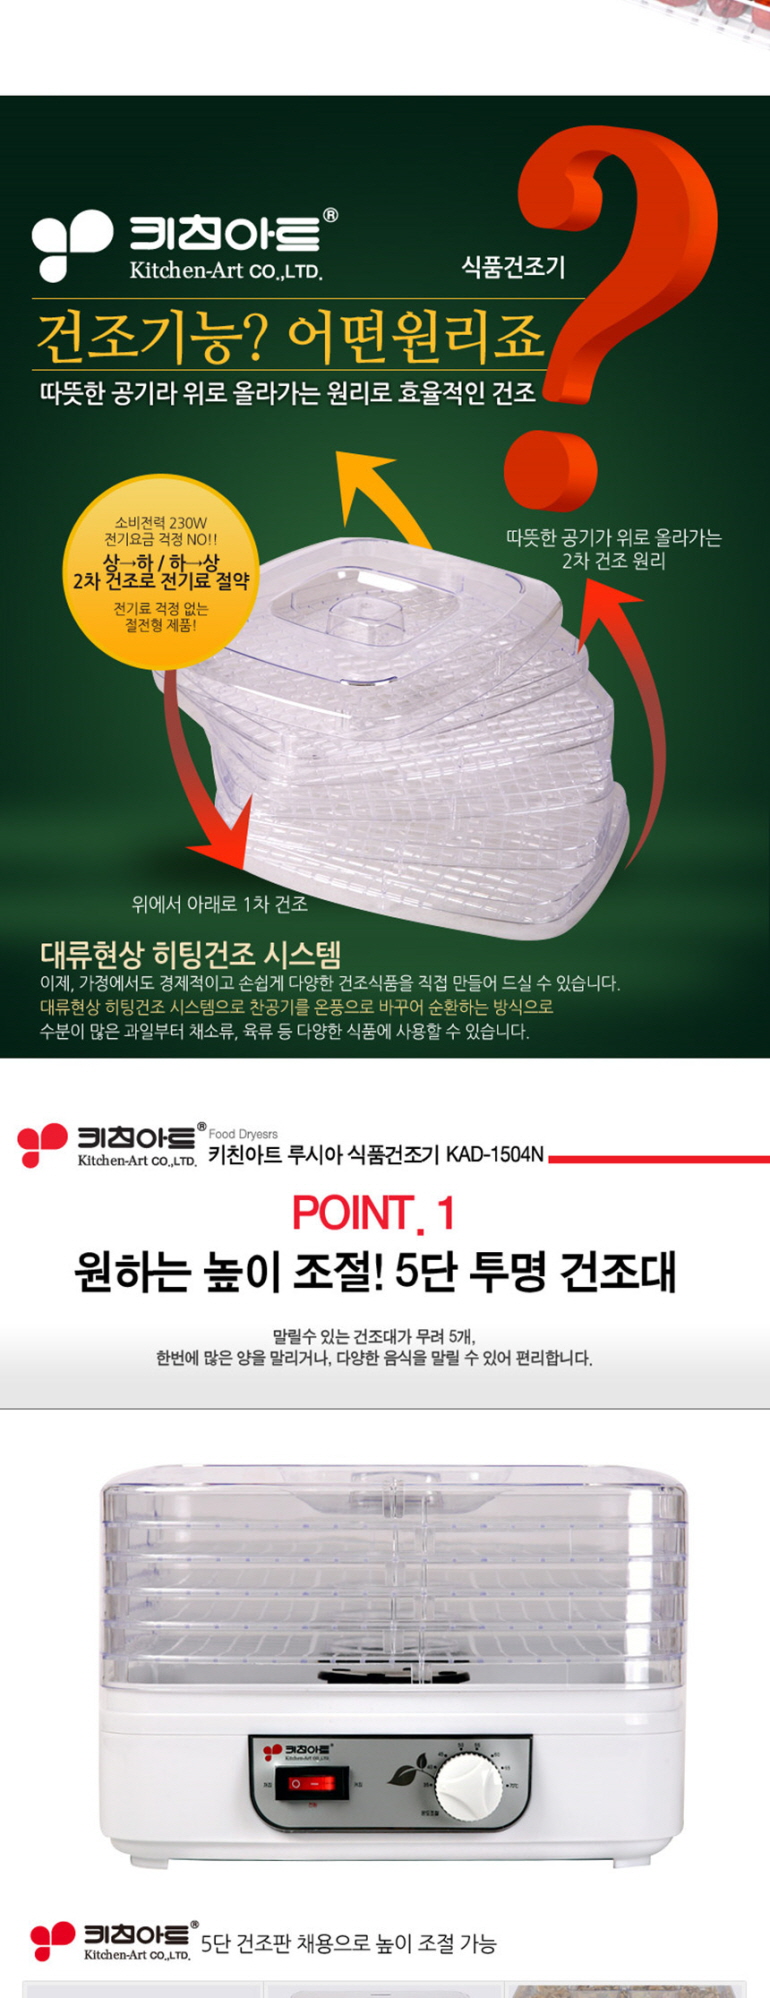 키친아트®
Kitchen-Art CO.,LTD.
식품건조기
건조기능? 어떤원리죠
따뜻한 공기라 위로 올라가는 원리로 효율적인 건조
소비전력 230W
전기요금 걱정 NO!!
상→하 / 하→상
2차 건조로 전기료 절약
전기료 걱정 없는
절전형 제품!
따뜻한 공기가 위로 올라가는
2차 건조 원리
위에서 아래로 1차 건조
대류현상 히팅건조 시스템
이제, 가정에서도 경제적이고 손쉽게 다양한 건조식품을 직접 만들어 드실 수 있습니다.
대류현상 히팅건조 시스템으로 찬공기를 온풍으로 바꾸어 순환하는 방식으로
수분이 많은 과일부터 채소류, 육류 등 다양한 식품에 사용할 수 있습니다.
키친아트®
Kitchen-Art CO.,LTD.
Food Dryesrs
키친아트 루시아 식품건조기 KAD-1504N
POINT. 1
원하는 높이 조절! 5단 투명 건조대
말릴수 있는 건조대가 무려 5개,
한번에 많은 양을 말리거나, 다양한 음식을 말릴 수 있어 편리합니다.
키친아트
키친아트®
Kitchen-Art CO.,LTD.
5단 건조판 채용으로 높이 조절 가능